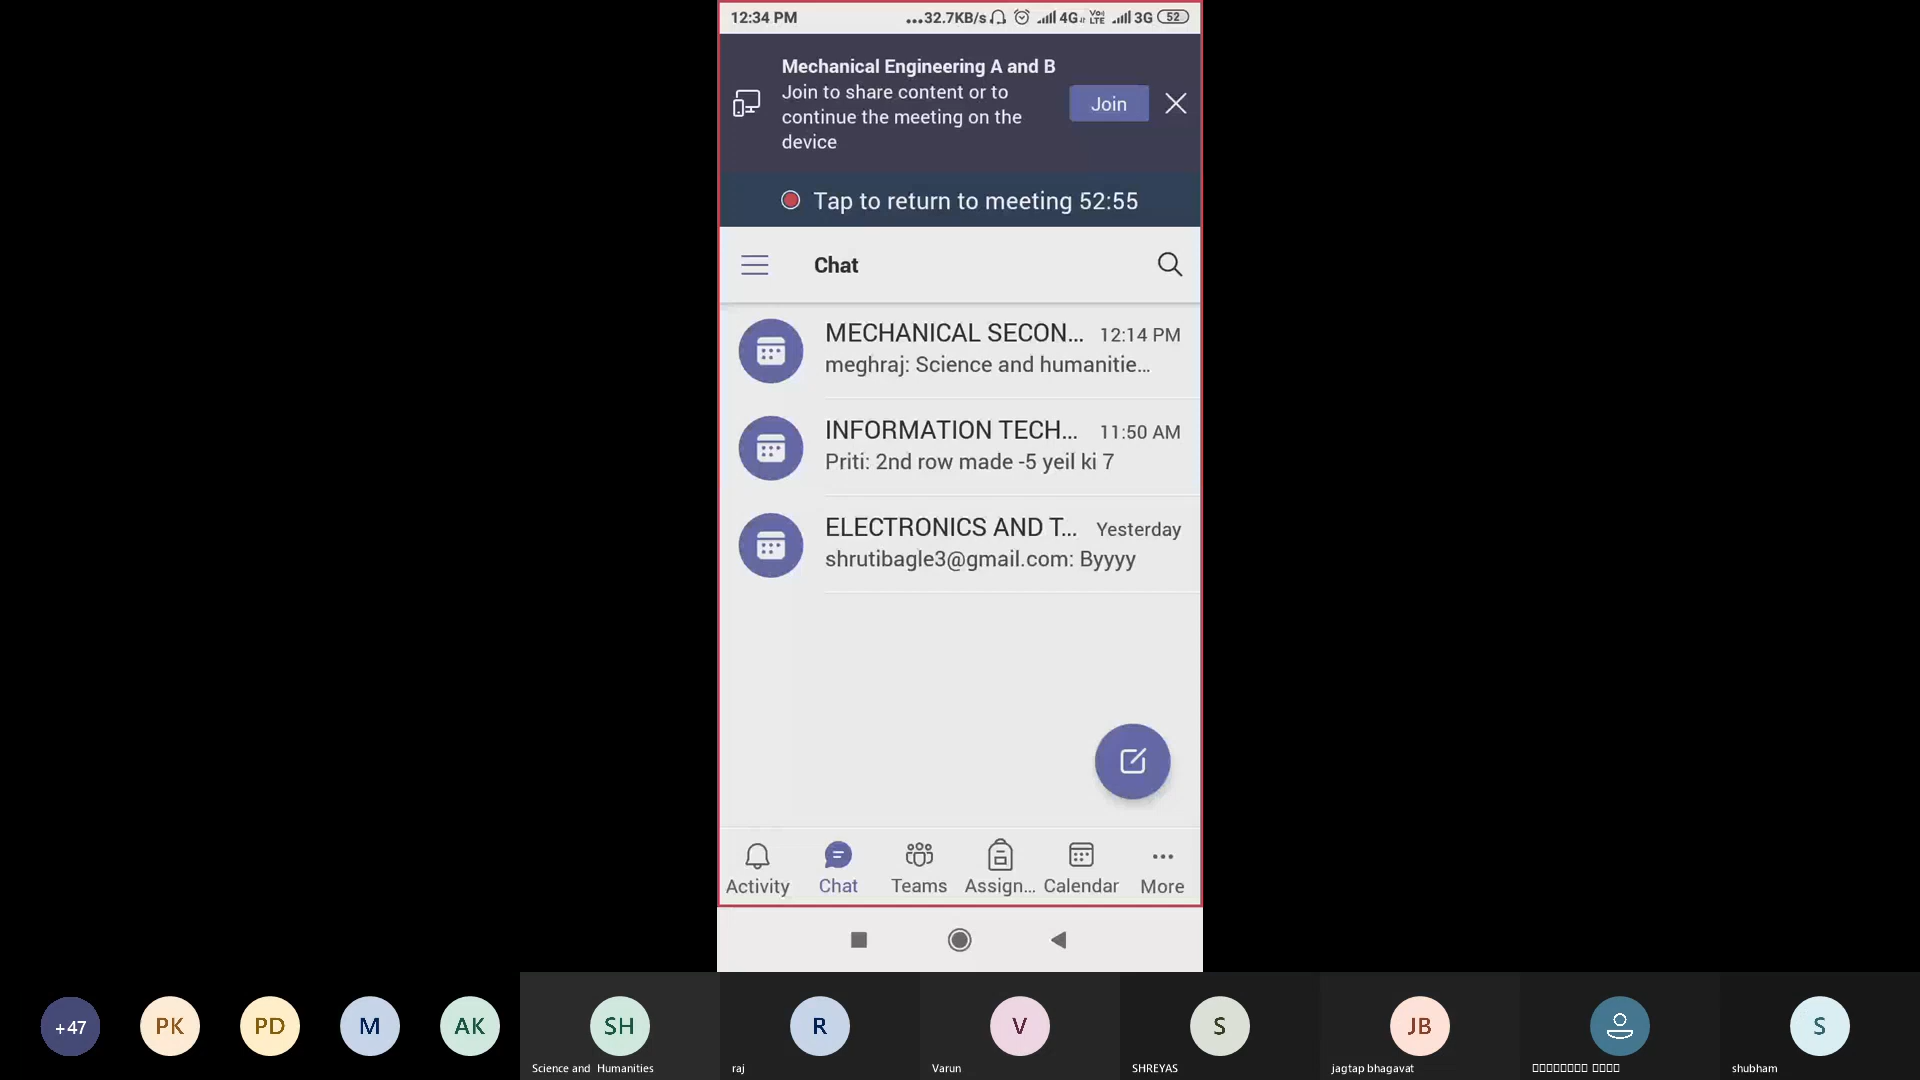 12:34 PM
...32.7KB/s 4G Vo) LTE 3G 52
Mechanical Engineering A and B
Join to share content or to
continue the meeting on the
device
Join
Tap to return to meeting 52:55
Chat
MECHANICAL SECON... 12:14 PM
meghraj: Science and humanitie...
INFORMATION TECH... 11:50 AM
Priti: 2nd row made -5 yeil ki 7
ELECTRONICS AND T... Yesterday
shrutibagle3@gmail.com: Byyyy
Activity Chat Teams Assign... Calendar More
+47 PK PD M AK SH R V S JB S
Science and Humanities raj Varun SHREYAS jagtap bhagavat shubham